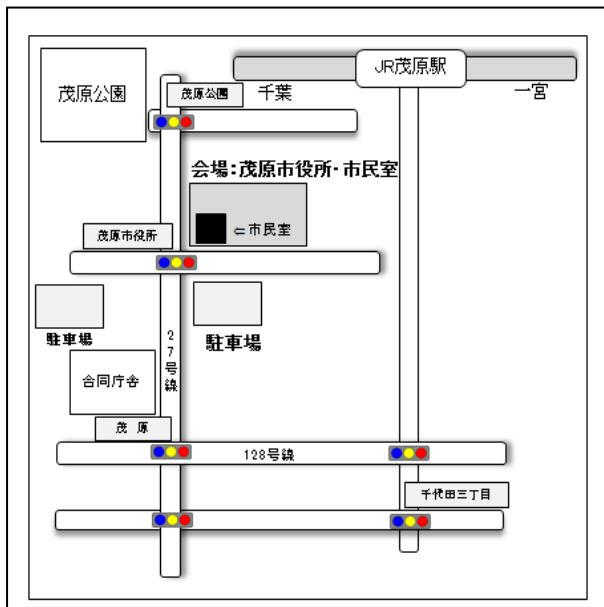 JR茂原駅
茂原公園
茂原公園
千葉
一宮
会場:茂原市役所・市民室
⇐市民室
茂原市役所
駐車場
駐車場
27号線
合同庁舎
茂 原
128号線
千代田三丁目